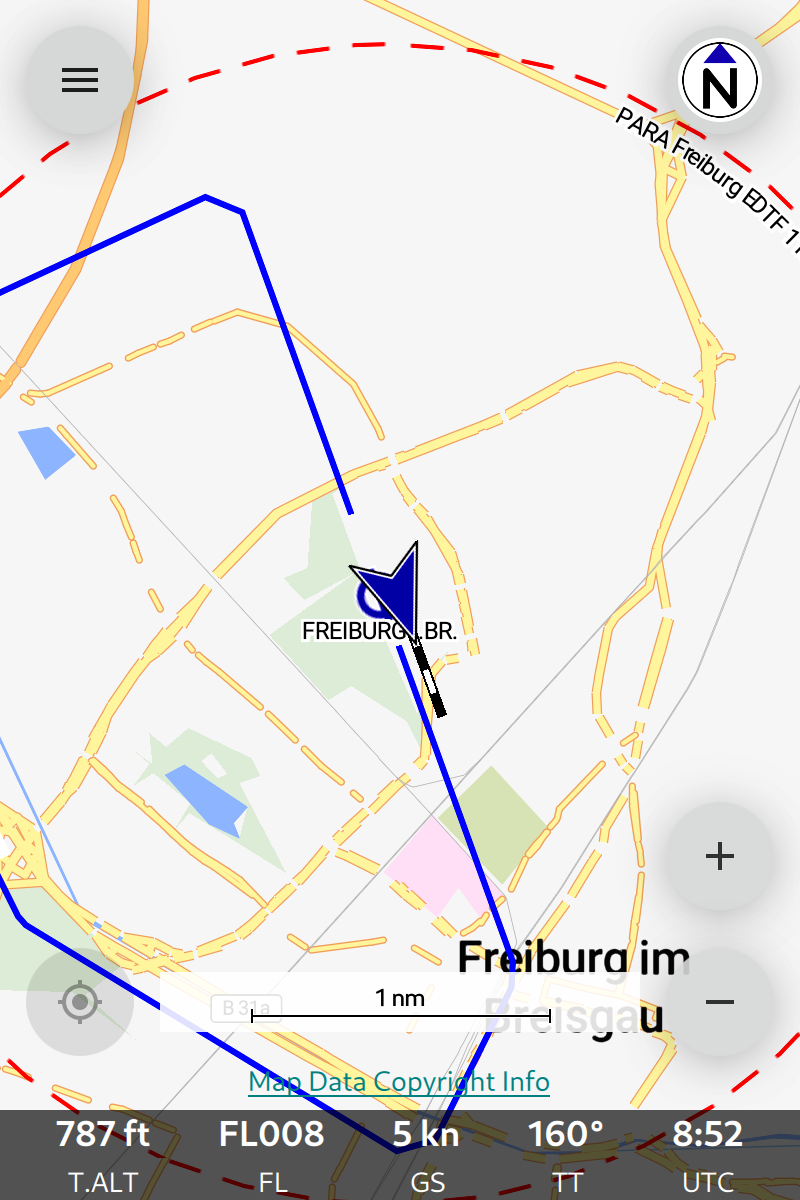 N
PARA Freiburg EDTF 1
FREIBURG .BR.
Freiburg im
Breisgau
1 nm
B 31a
Map Data Copyright Info
787 ft FL008 5 kn 160° 8:52
T.ALT FL GS TT UTC